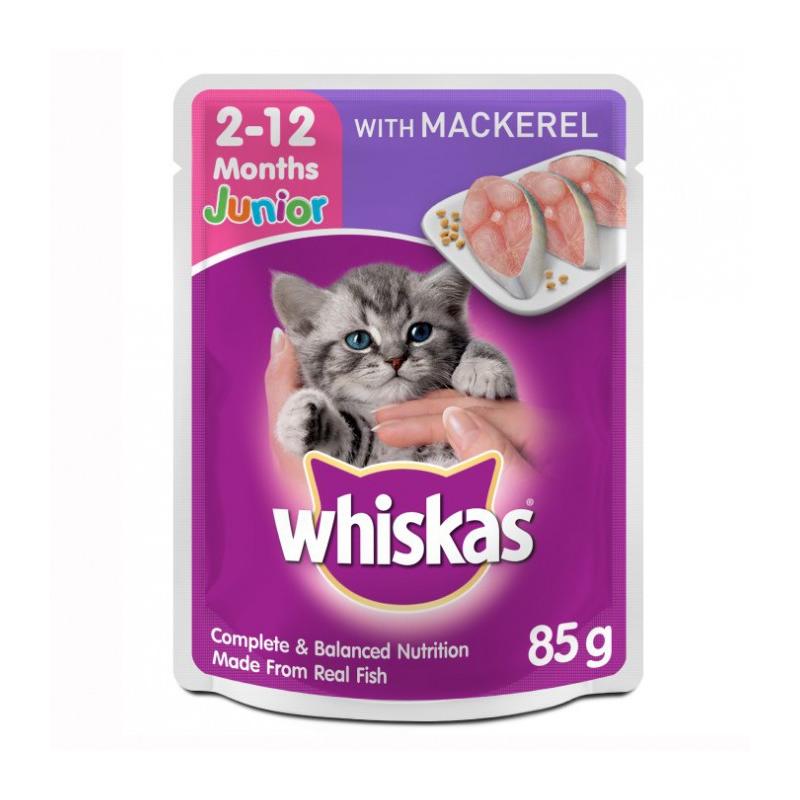 2-12
Months
Junior
WITH MACKEREL
whiskas®
Complete & Balanced Nutrition
Made From Real Fish
85g